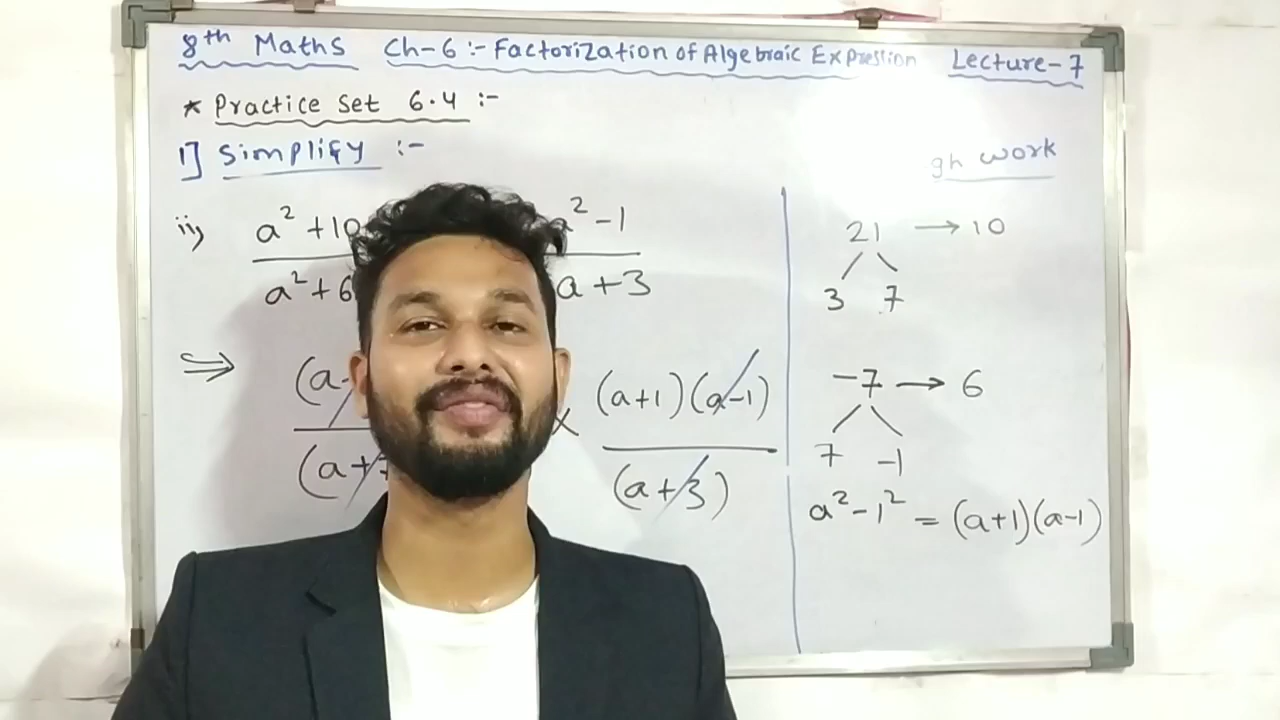 8th Maths Ch-6 :- Factorization of Algebraic Expression Lecture-7
* Practice Set 6.4 :-
1] Simplify :-
gh work
ii) a² + 10 a² - 1
a² + 6 a + 3
⇒ (a- × (a+1)(a-1)
(a+ (a+3)
21 → 10
3 7
-7 → 6
7 -1
a² - 1² = (a+1)(a-1)